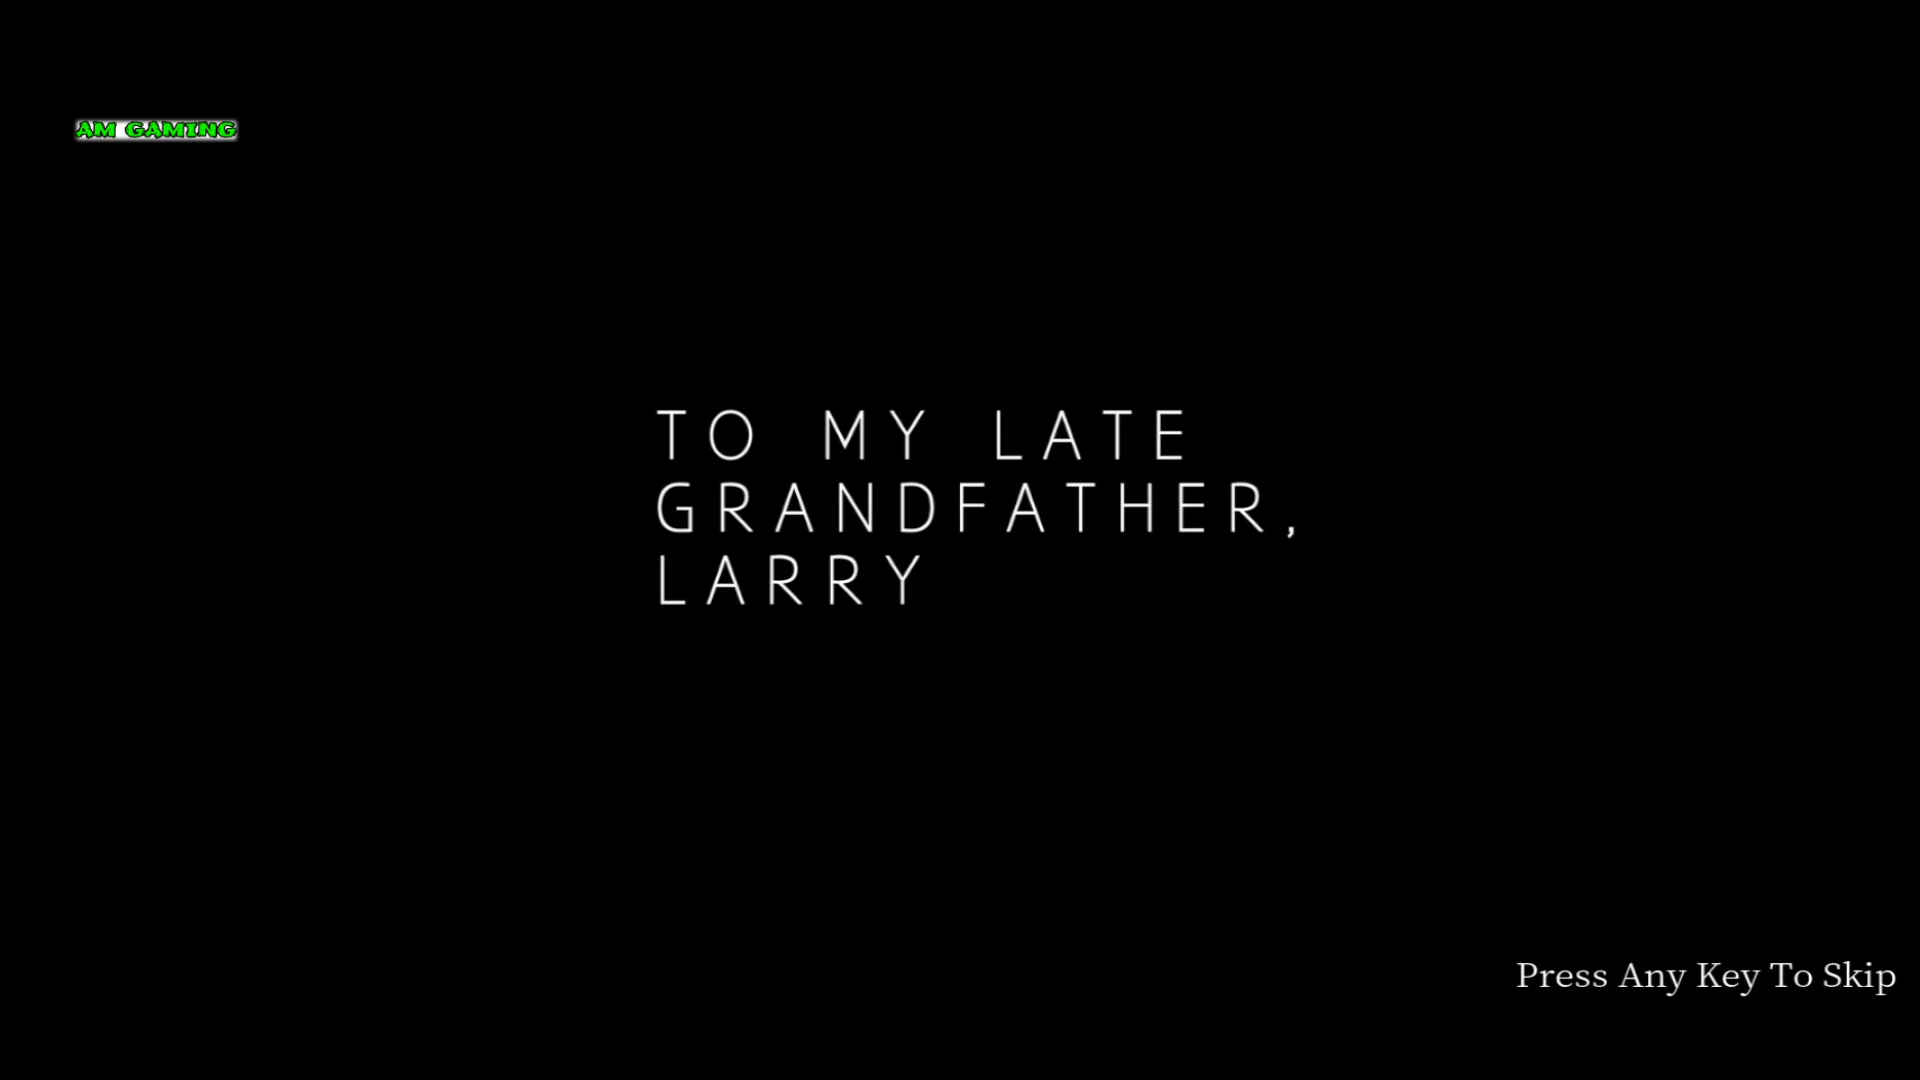 AM GAMING
TO MY LATE
GRANDFATHER,
LARRY
Press Any Key To Skip